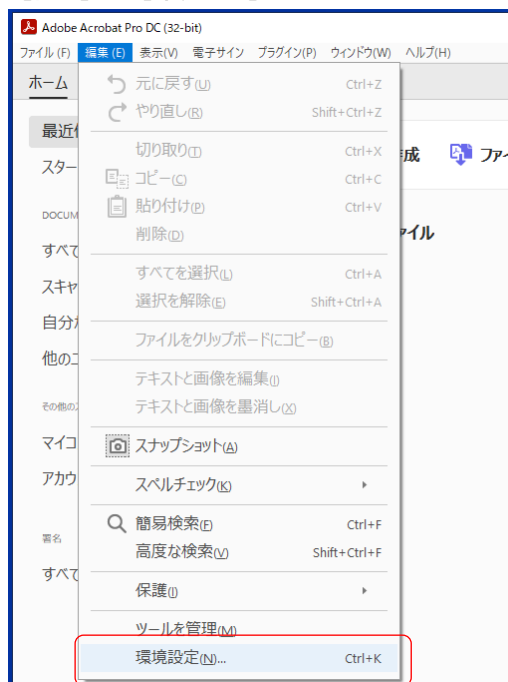 Adobe Acrobat Pro DC (32-bit)
ファイル(F) 編集(E) 表示(V) 電子サイン プラグイン(P) ウィンドウ(W) ヘルプ(H)
ホーム
元に戻す(U) Ctrl+Z
やり直し(R) Shift+Ctrl+Z
最近
切り取り(T) Ctrl+X
成 ファイ
スター
コピー(C) Ctrl+C
貼り付け(P) Ctrl+V
DOCUM
削除(D)
ァイル
すべて
すべてを選択(L) Ctrl+A
スキャ
選択を解除(E) Shift+Ctrl+A
自分
ファイルをクリップボードにコピー(B)
他のコ
テキストと画像を編集(I)
その他の
テキストと画像を墨消し(X)
マイコ
スナップショット(A)
アカウ
スペルチェック(K)
簡易検索(F) Ctrl+F
署名
高度な検索(V) Shift+Ctrl+F
すべて
保護(I)
ツールを管理(M)
環境設定(N)... Ctrl+K